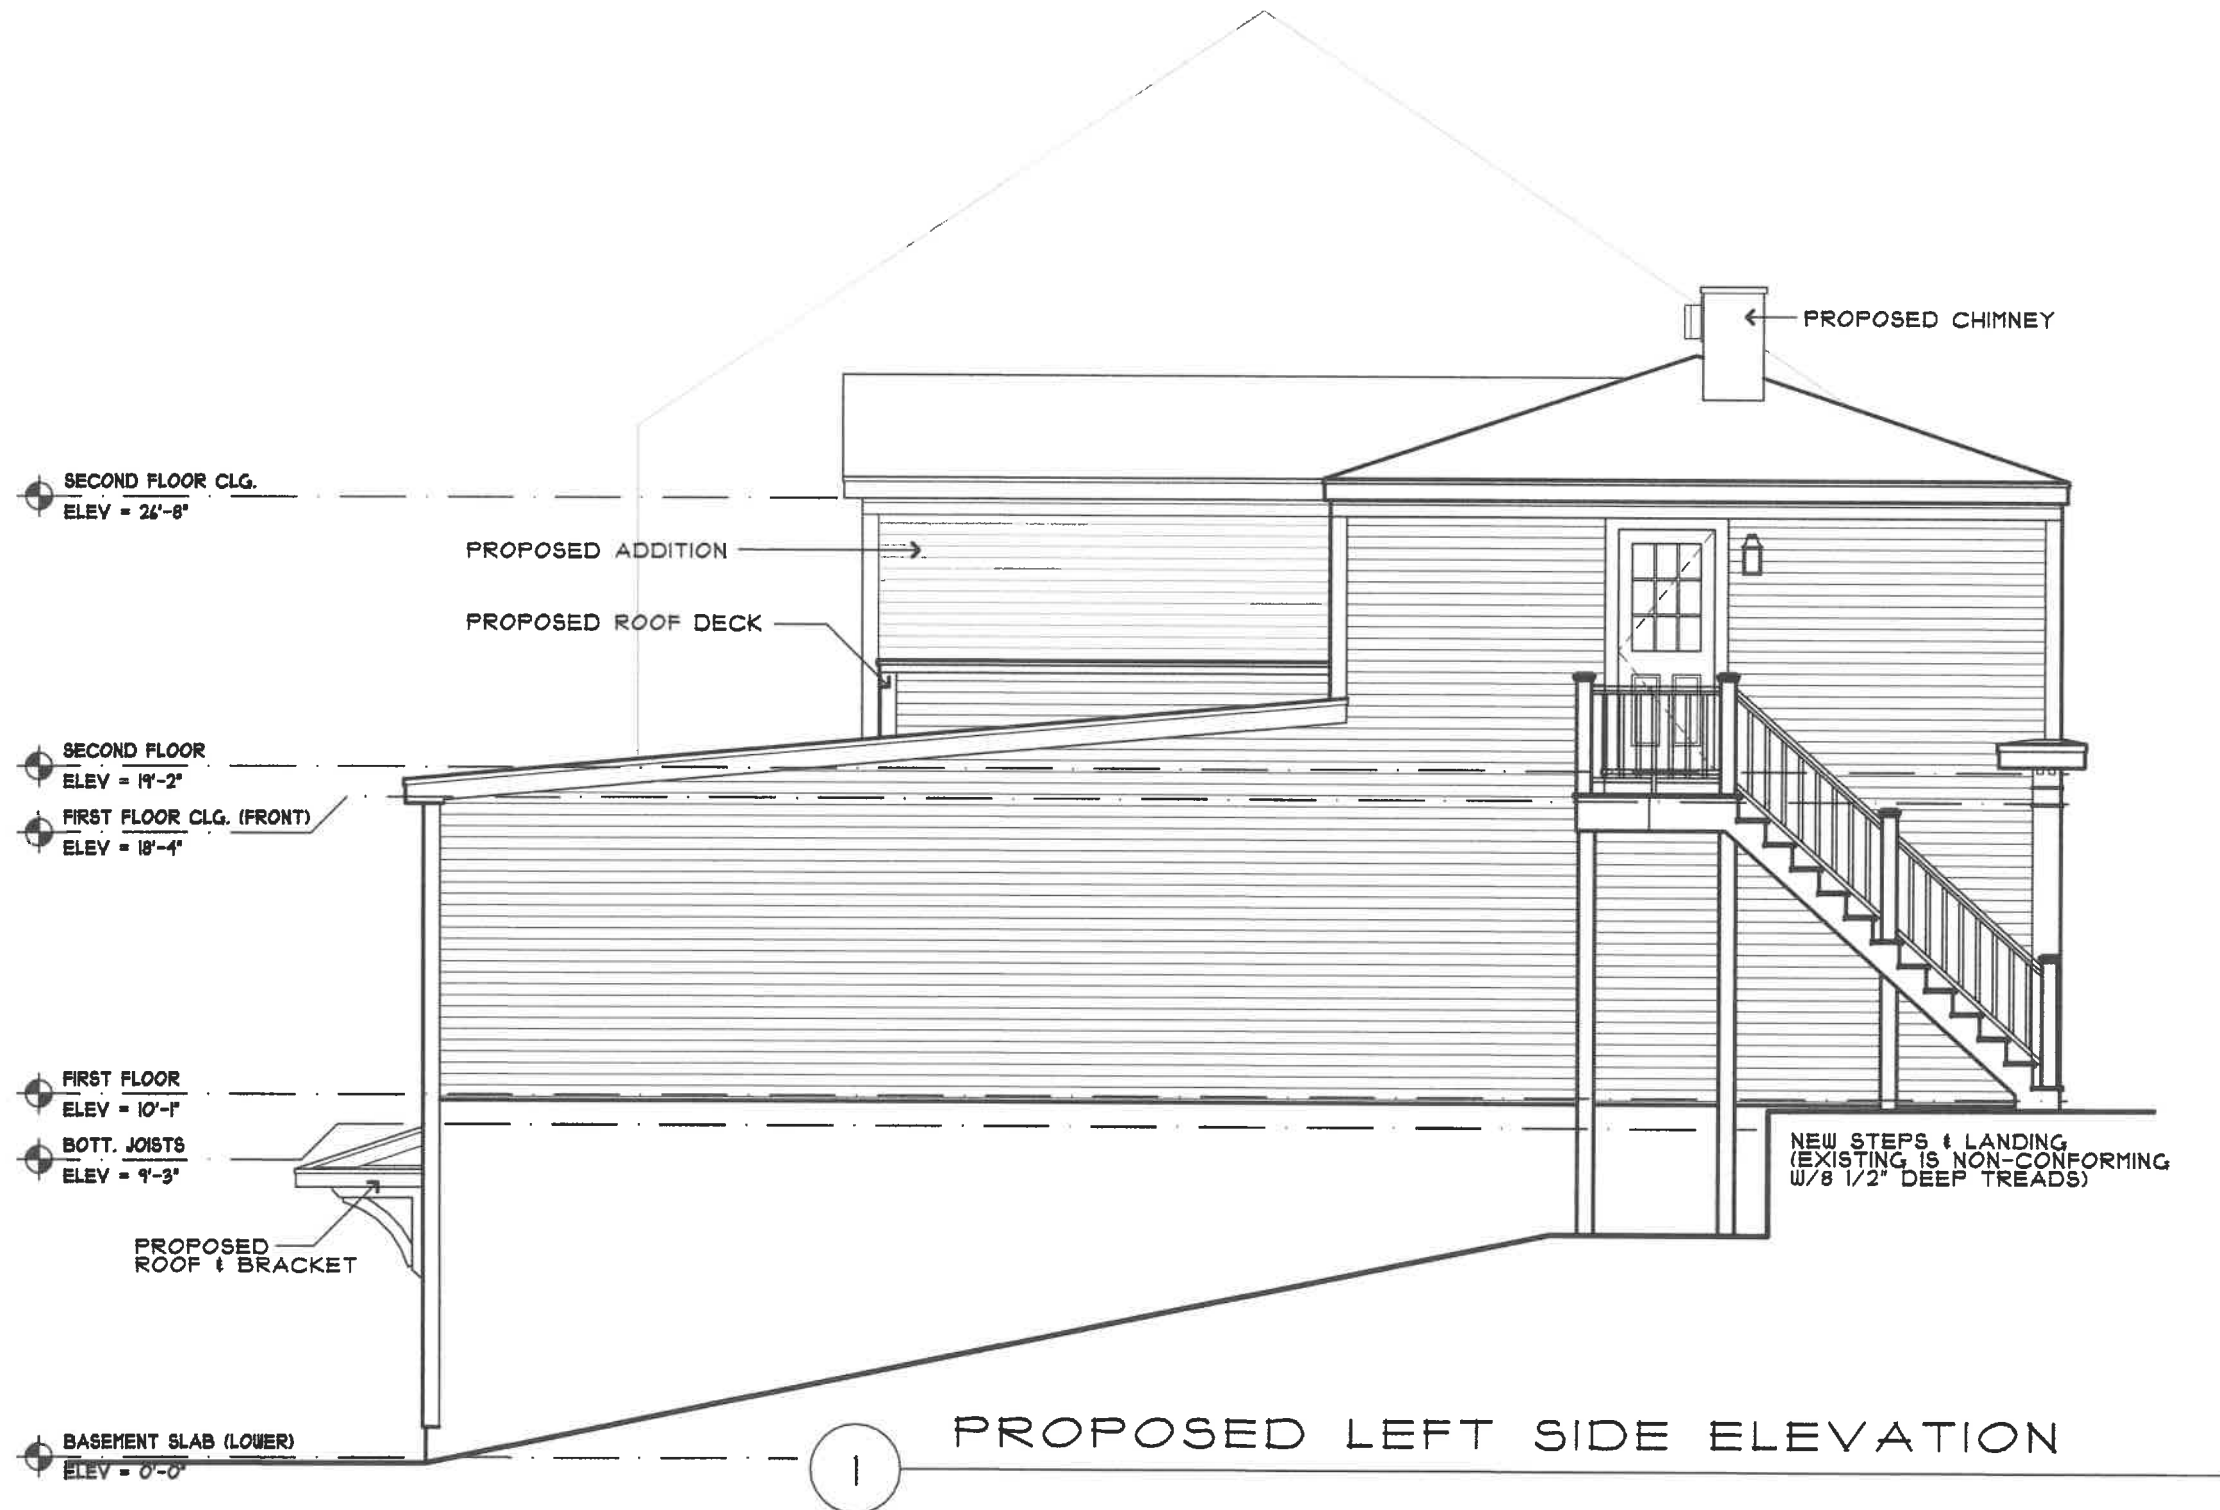 PROPOSED CHIMNEY
SECOND FLOOR CLG.
ELEV = 26'-8"
PROPOSED ADDITION
PROPOSED ROOF DECK
SECOND FLOOR
ELEV = 19'-2"
FIRST FLOOR CLG. (FRONT)
ELEV = 18'-4"
FIRST FLOOR
ELEV = 10'-1"
BOTT. JOISTS
ELEV = 9'-3"
NEW STEPS & LANDING
(EXISTING IS NON-CONFORMING
W/8 1/2" DEEP TREADS)
PROPOSED
ROOF & BRACKET
BASEMENT SLAB (LOWER)
ELEV = 0'-0"
1
PROPOSED LEFT SIDE ELEVATION